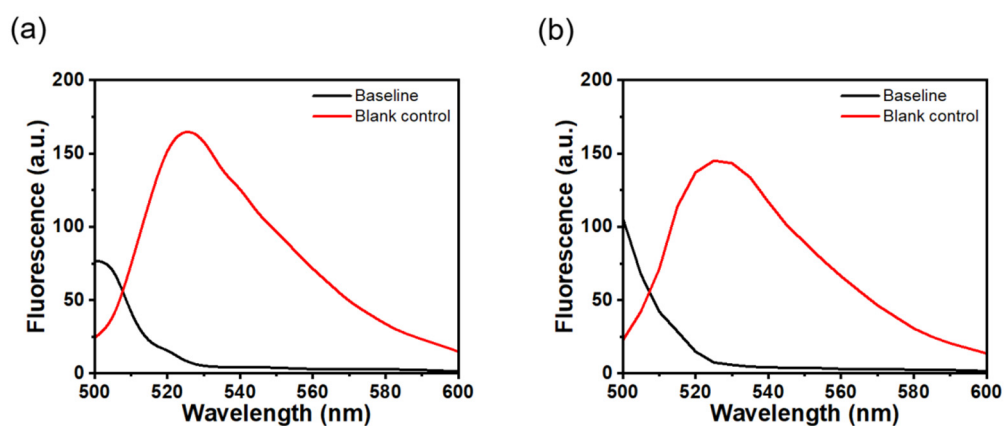 (a)
200
150
100
50
0
Fluorescence (a.u.)
Baseline
Blank control
500 520 540 560 580 600
Wavelength (nm)
(b)
200
150
100
50
0
Fluorescence (a.u.)
Baseline
Blank control
500 520 540 560 580 600
Wavelength (nm)